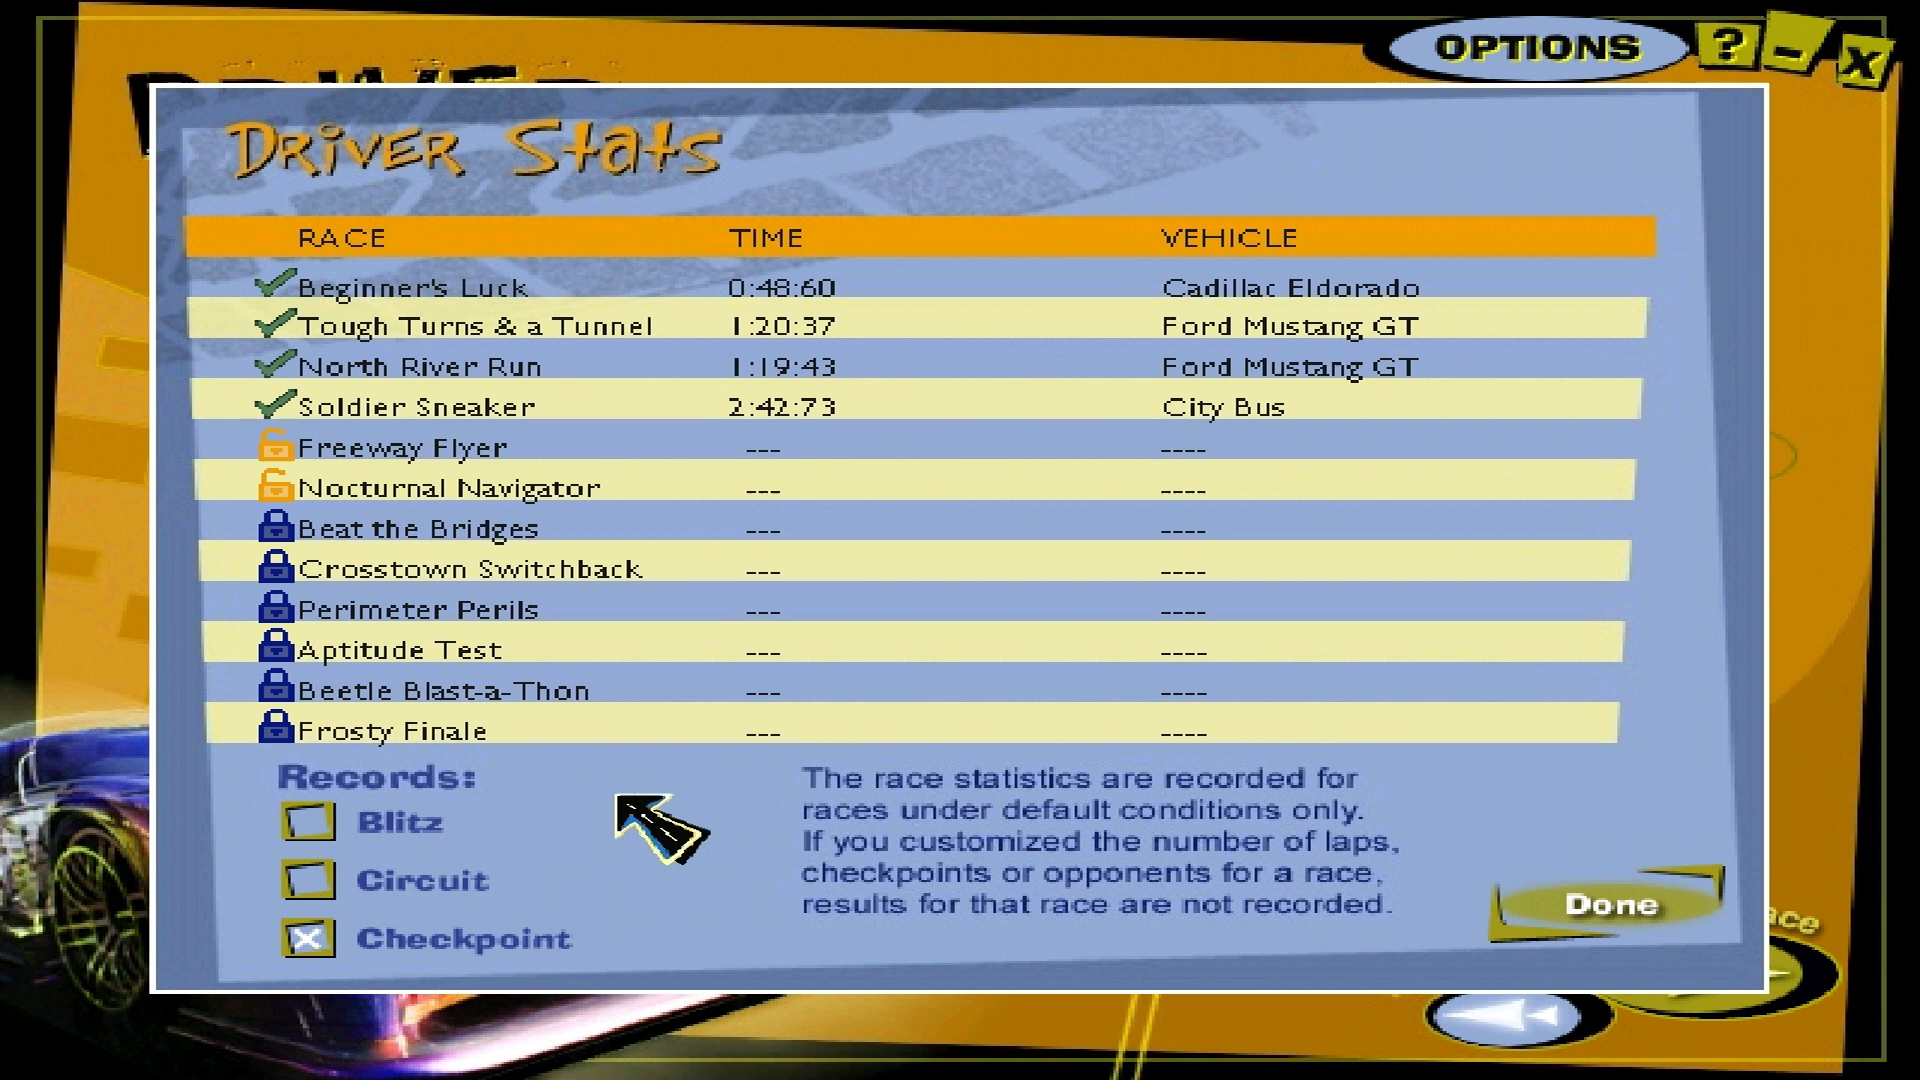 OPTIONS ? - x
Driver Stats
RACE TIME VEHICLE
Beginner's Luck 0:48:60 Cadillac Eldorado
Tough Turns & a Tunnel 1:20:37 Ford Mustang GT
North River Run 1:19:43 Ford Mustang GT
Soldier Sneaker 2:42:73 City Bus
Freeway Flyer --- ----
Nocturnal Navigator --- ----
Beat the Bridges --- ----
Crosstown Switchback --- ----
Perimeter Perils --- ----
Aptitude Test --- ----
Beetle Blast-a-Thon --- ----
Frosty Finale --- ----
Records:
Blitz
Circuit
Checkpoint
The race statistics are recorded for
races under default conditions only.
If you customized the number of laps,
checkpoints or opponents for a race,
results for that race are not recorded.
Done